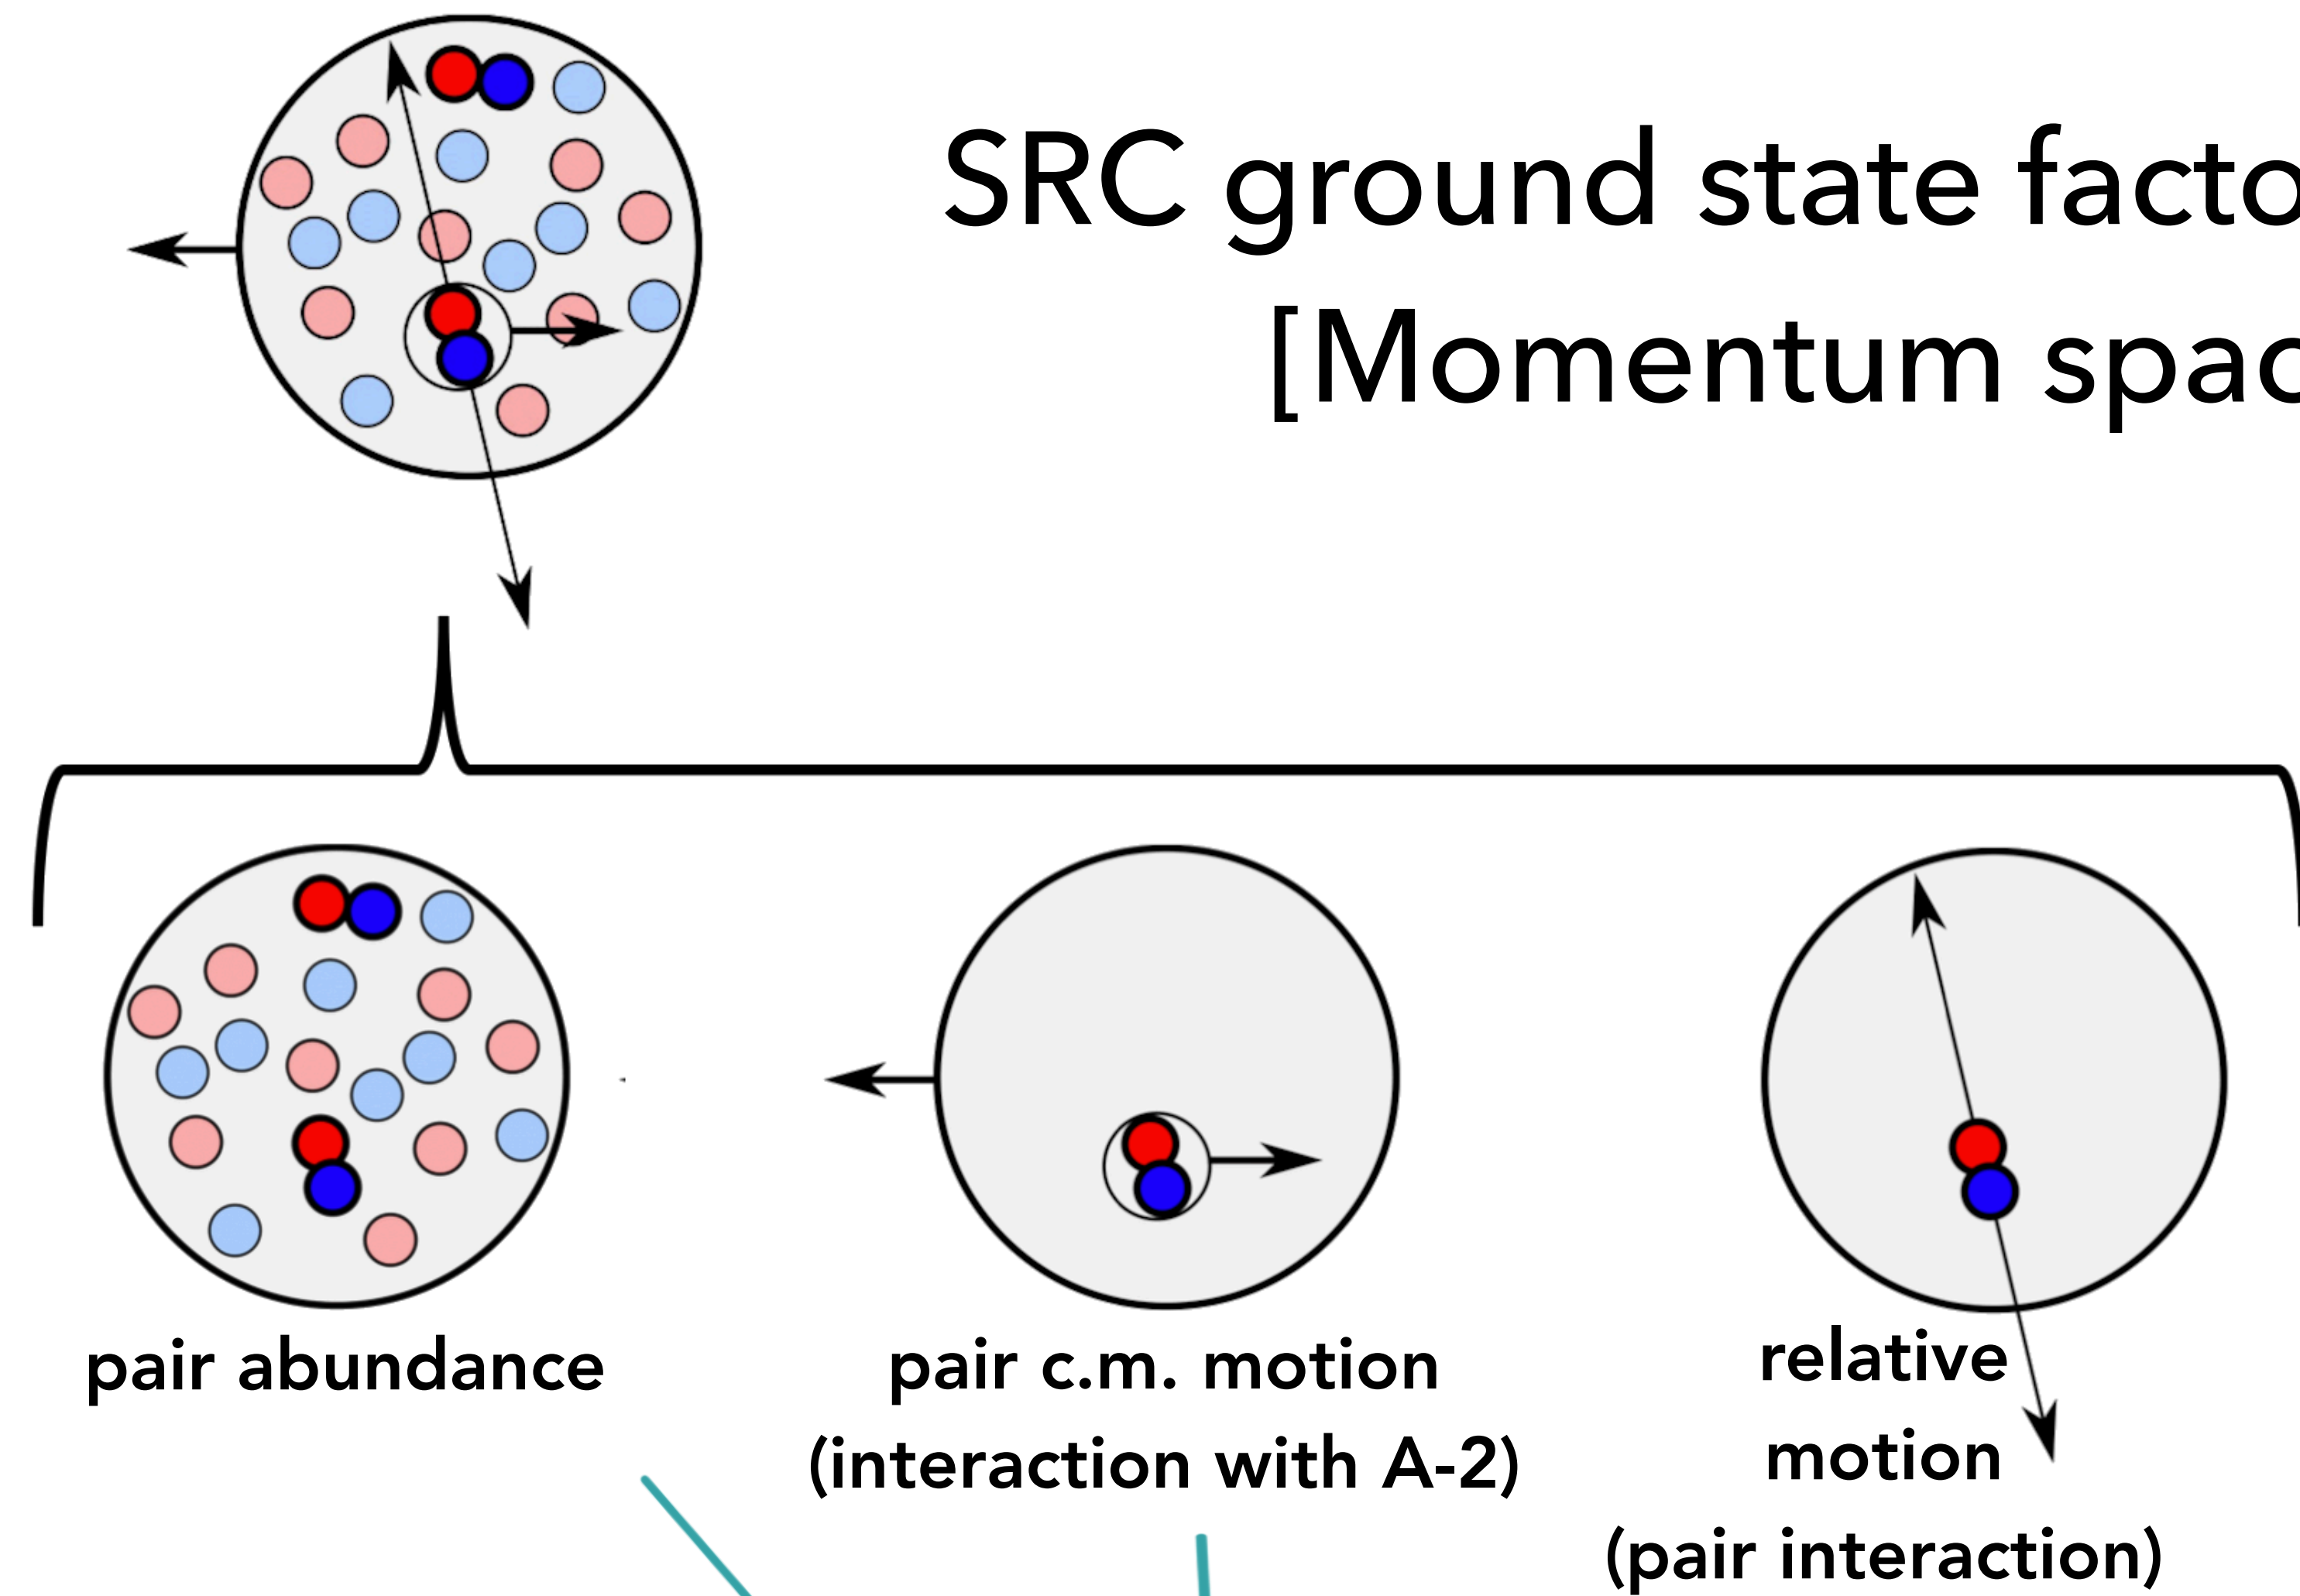 SRC ground state facto
[Momentum spac
pair abundance
pair c.m. motion
(interaction with A-2)
relative
motion
(pair interaction)